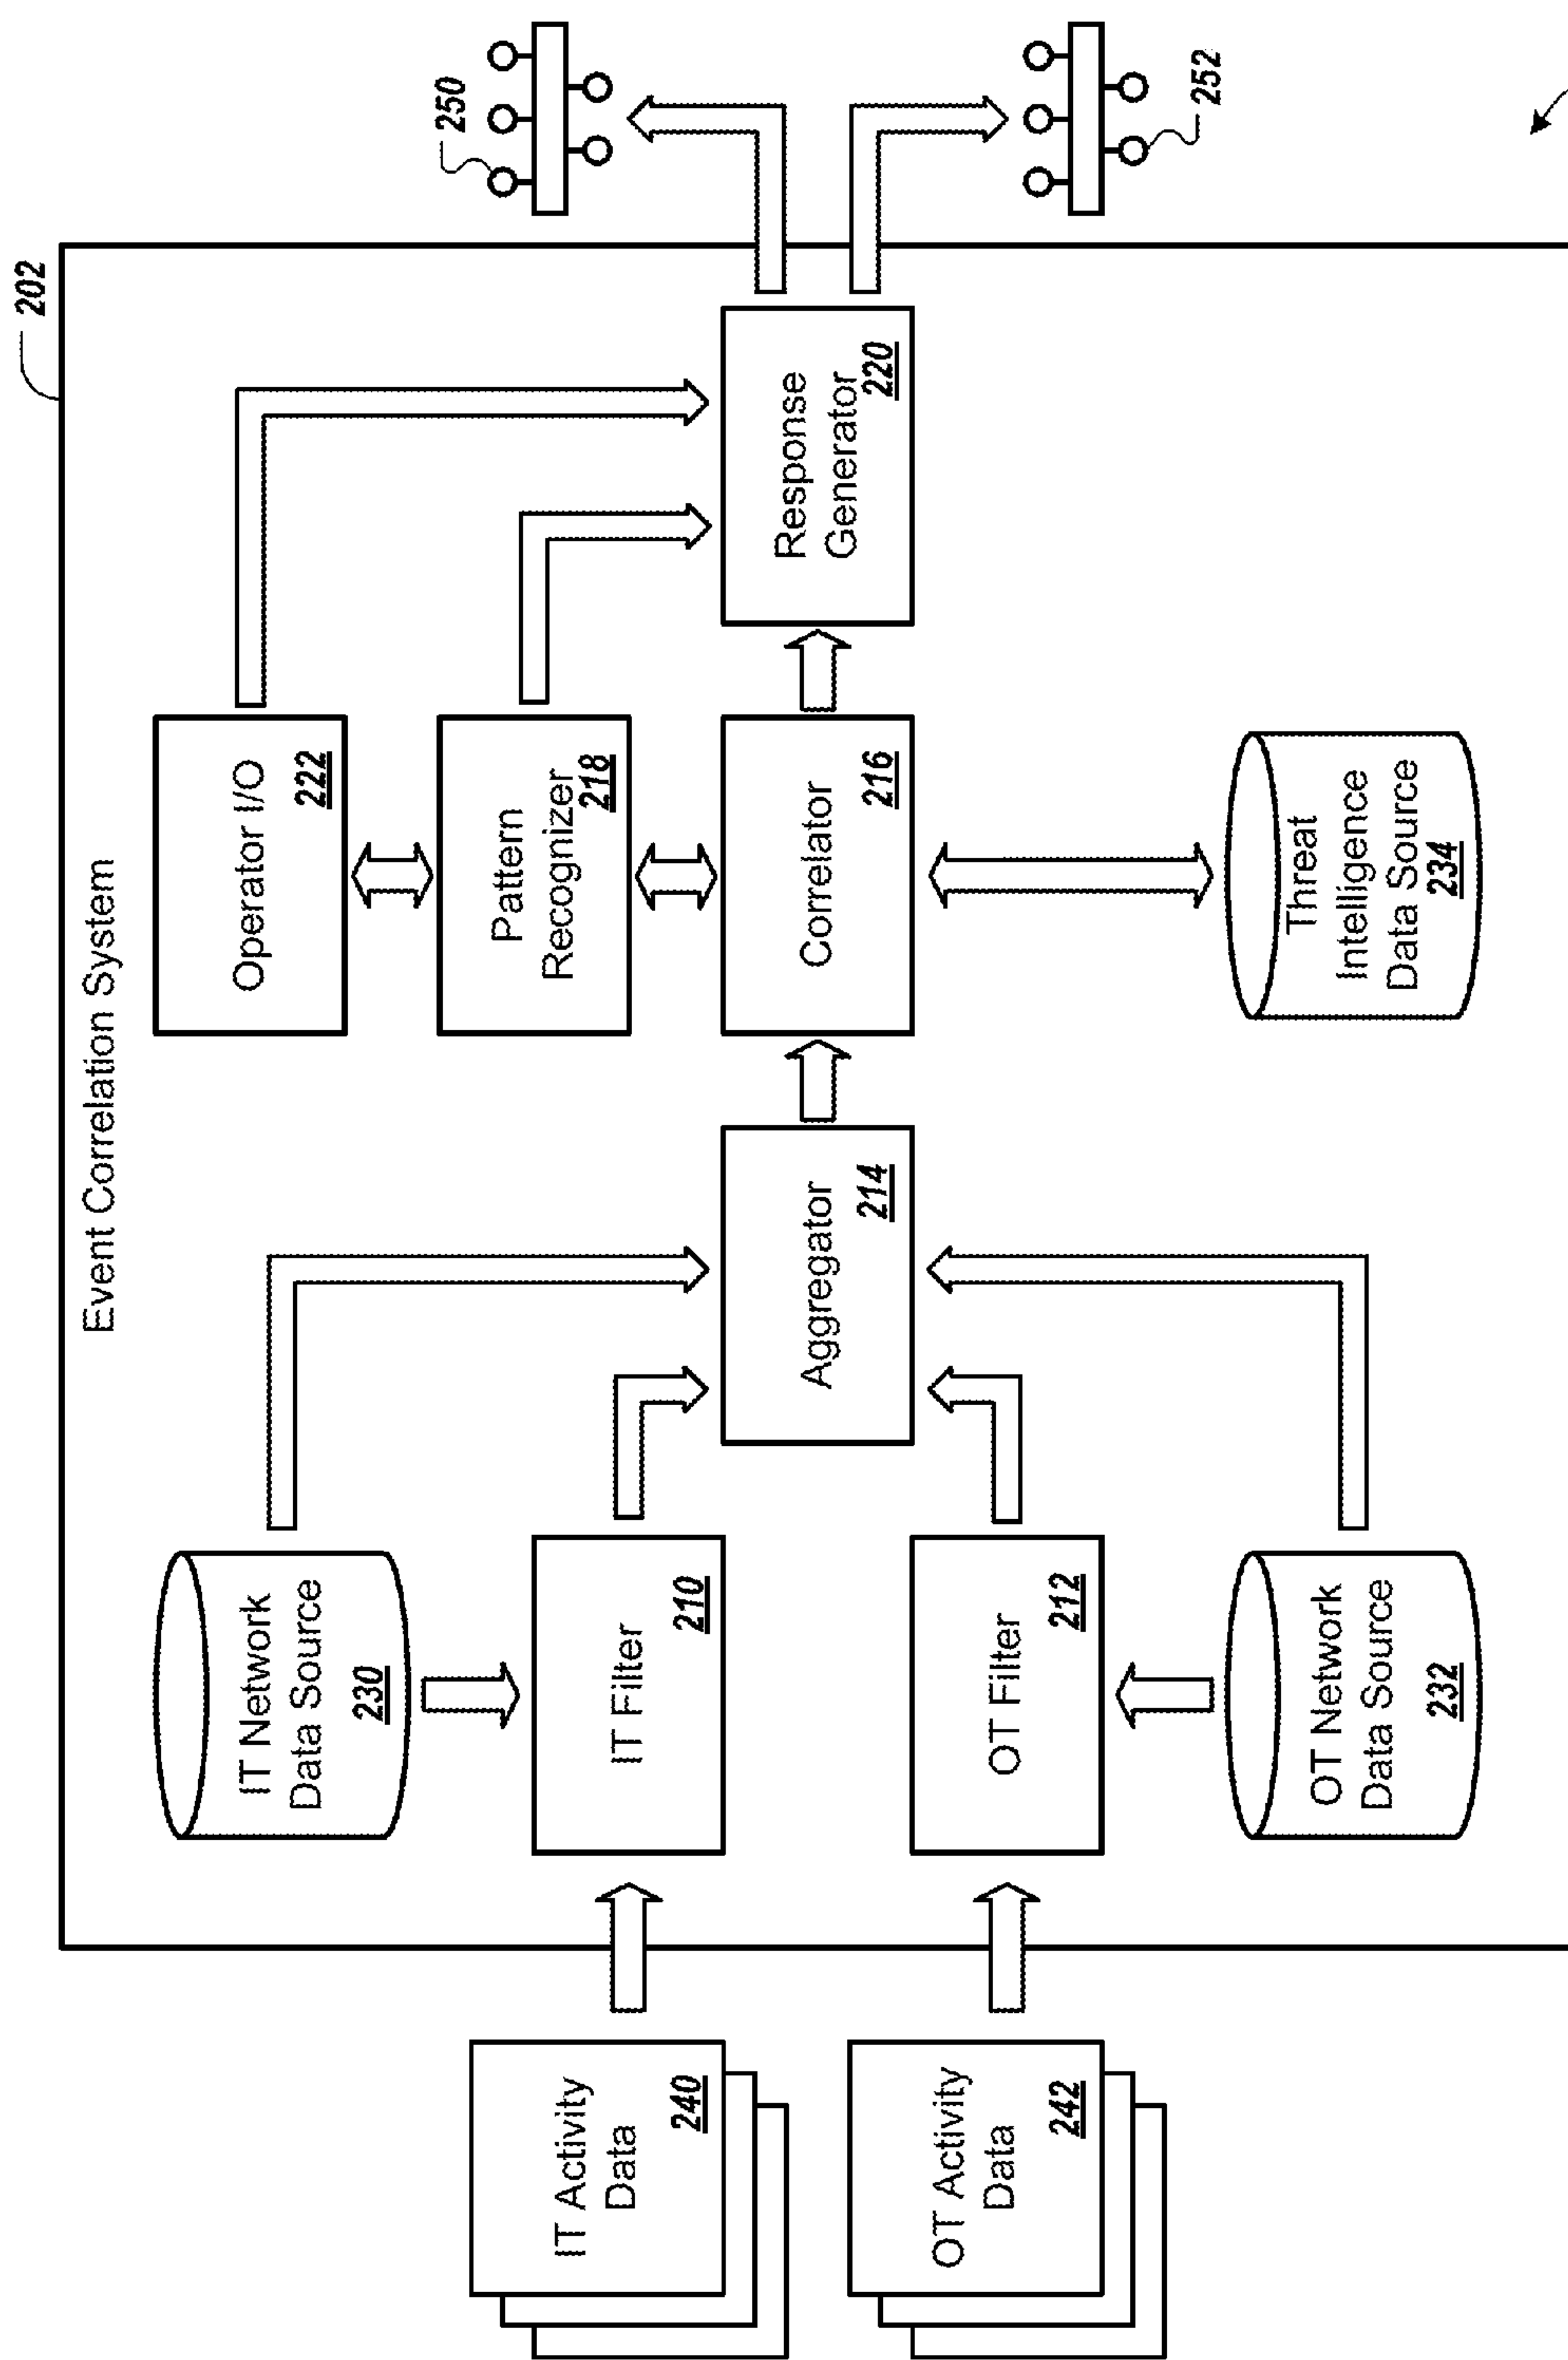 202
Event Correlation System
IT Activity
Data
240
OT Activity
Data
242
IT Network
Data Source
230
IT Filter
210
OT Filter
212
OT Network
Data Source
232
Aggregator
214
Operator I/O
222
Pattern
Recognizer
218
Correlator
216
Threat
Intelligence
Data Source
234
Response
Generator
220
250
252